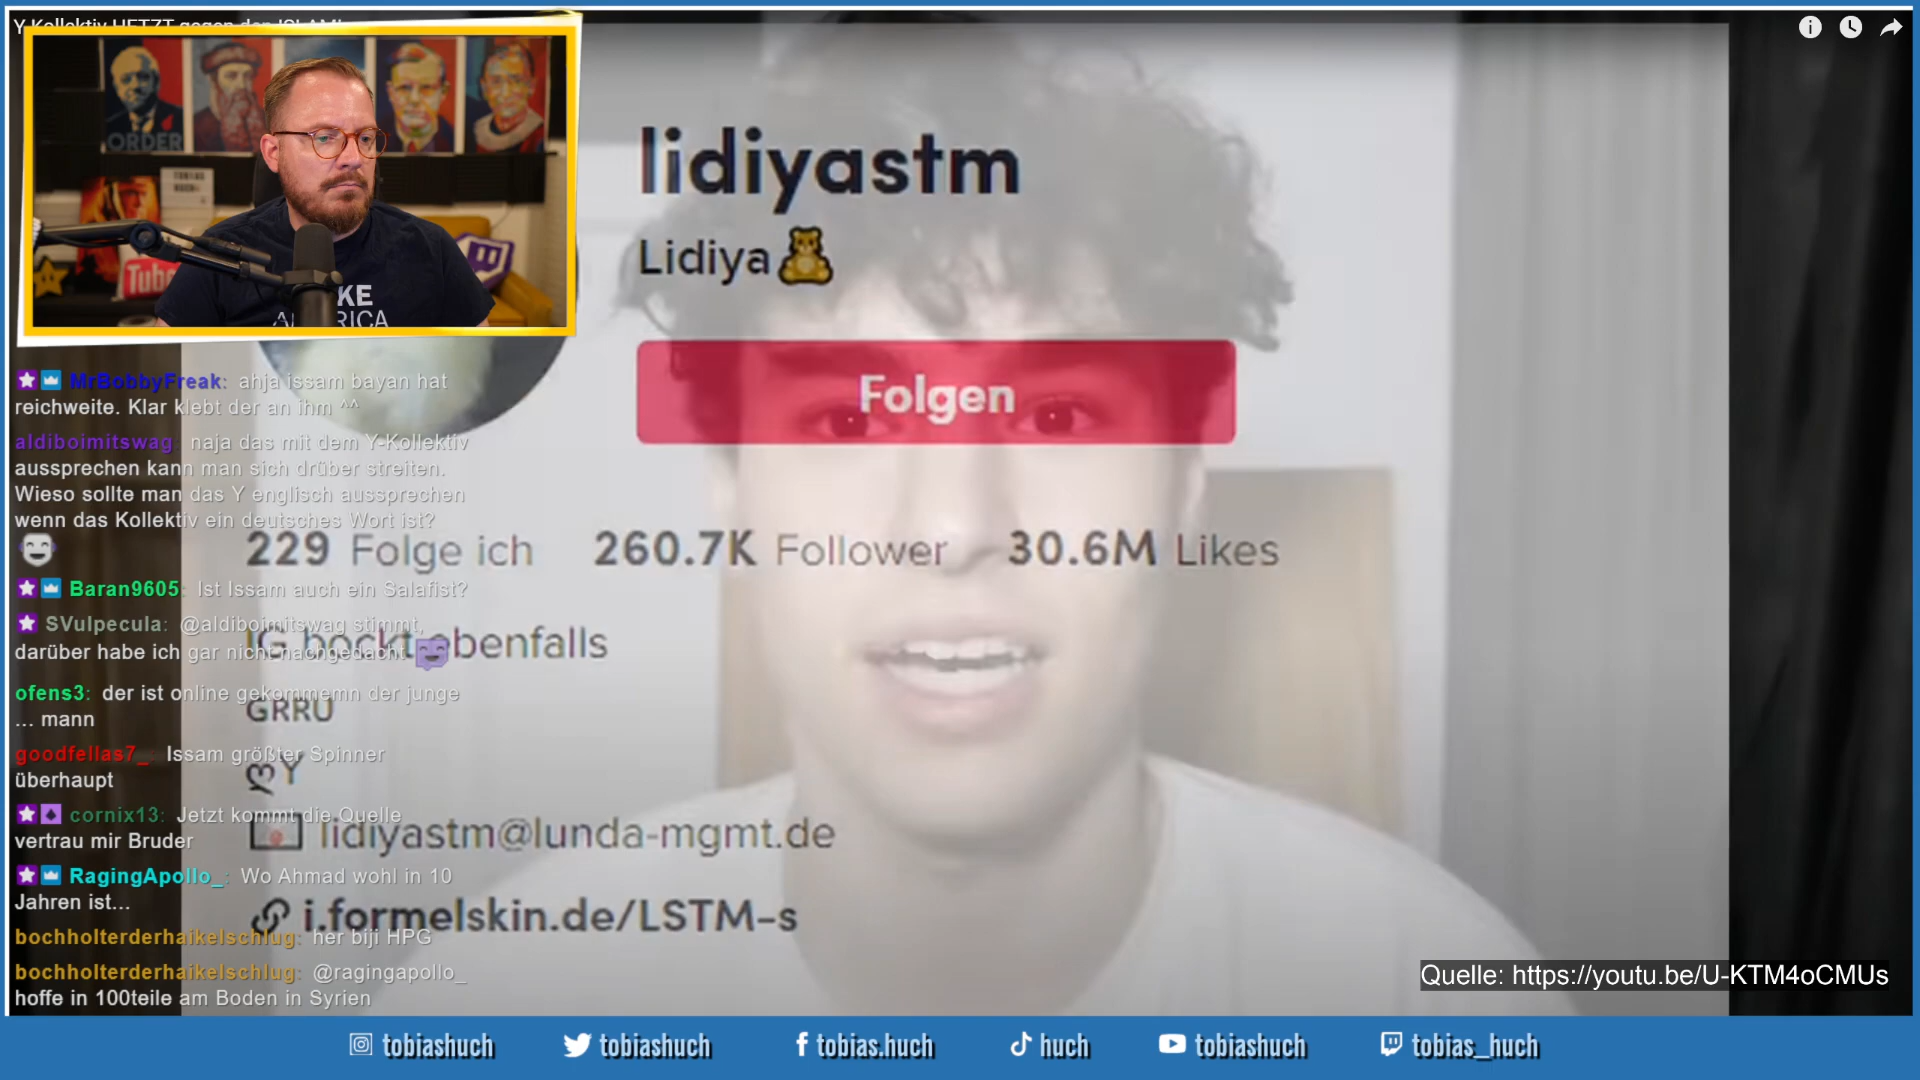 Y-Kollektiv HETZT gegen den ISLAM!
ORDER
TOBIAS
HUCH
Tube
KE
AMERICA
lidiyastm
Lidiya
Folgen
229 Folge ich 260.7K Follower 30.6M Likes
IG bockt ebenfalls
GRRU
ღY
lidiyastm@lunda-mgmt.de
i.formelskin.de/LSTM-s
MrBobbyFreak: ahja issam bayan hat
reichweite. Klar klebt der an ihm ^^
aldiboimitswag: naja das mit dem Y-Kollektiv
aussprechen kann man sich drüber streiten.
Wieso sollte man das Y englisch aussprechen
wenn das Kollektiv ein deutsches Wort ist?
Baran9605: Ist Issam auch ein Salafist?
SVulpecula: @aldiboimitswag stimmt,
darüber habe ich gar nicht nachgedacht
ofens3: der ist online gekommemn der junge
... mann
goodfellas7_: Issam größter Spinner
überhaupt
cornix13: Jetzt kommt die Quelle
vertrau mir Bruder
RagingApollo_: Wo Ahmad wohl in 10
Jahren ist...
bochholterderhaikelschlug: her biji HPG
bochholterderhaikelschlug: @ragingapollo_
hoffe in 100teile am Boden in Syrien
Quelle: https://youtu.be/U-KTM4oCMUs
tobiashuch tobiashuch tobias.huch huch tobiashuch tobias_huch